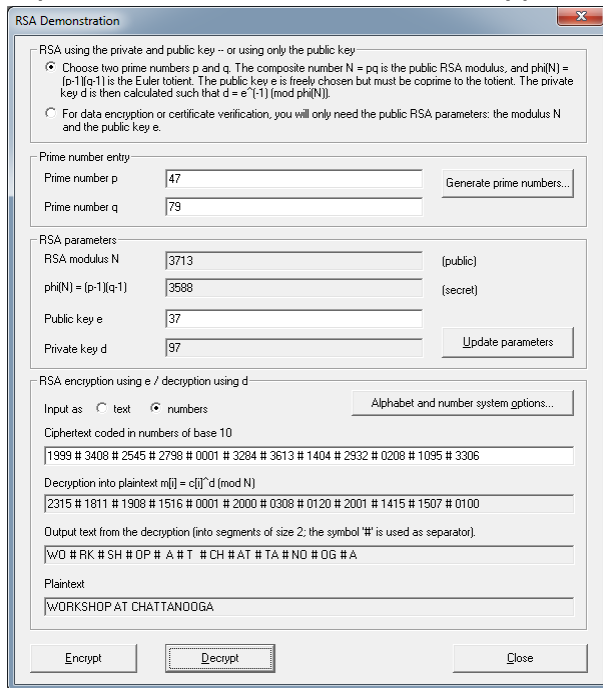 RSA Demonstration
RSA using the private and public key -- or using only the public key
Choose two prime numbers p and q. The composite number N = pq is the public RSA modulus, and phi(N) =
(p-1)(q-1) is the Euler totient. The public key e is freely chosen but must be coprime to the totient. The private
key d is then calculated such that d = e^(-1) (mod phi(N)).
For data encryption or certificate verification, you will only need the public RSA parameters: the modulus N
and the public key e.
Prime number entry
Prime number p 47 Generate prime numbers...
Prime number q 79
RSA parameters
RSA modulus N 3713 (public)
phi(N) = (p-1)(q-1) 3588 (secret)
Public key e 37
Private key d 97 Update parameters
RSA encryption using e / decryption using d
Input as text numbers Alphabet and number system options...
Ciphertext coded in numbers of base 10
1999 # 3408 # 2545 # 2798 # 0001 # 3284 # 3613 # 1404 # 2932 # 0208 # 1095 # 3306
Decryption into plaintext m[i] = c[i]^d (mod N)
2315 # 1811 # 1908 # 1516 # 0001 # 2000 # 0308 # 0120 # 2001 # 1415 # 1507 # 0100
Output text from the decryption (into segments of size 2; the symbol '#' is used as separator).
WO # RK # SH # OP # A # T # CH # AT # TA # NO # OG # A
Plaintext
WORKSHOP AT CHATTANOOGA
Encrypt Decrypt Close